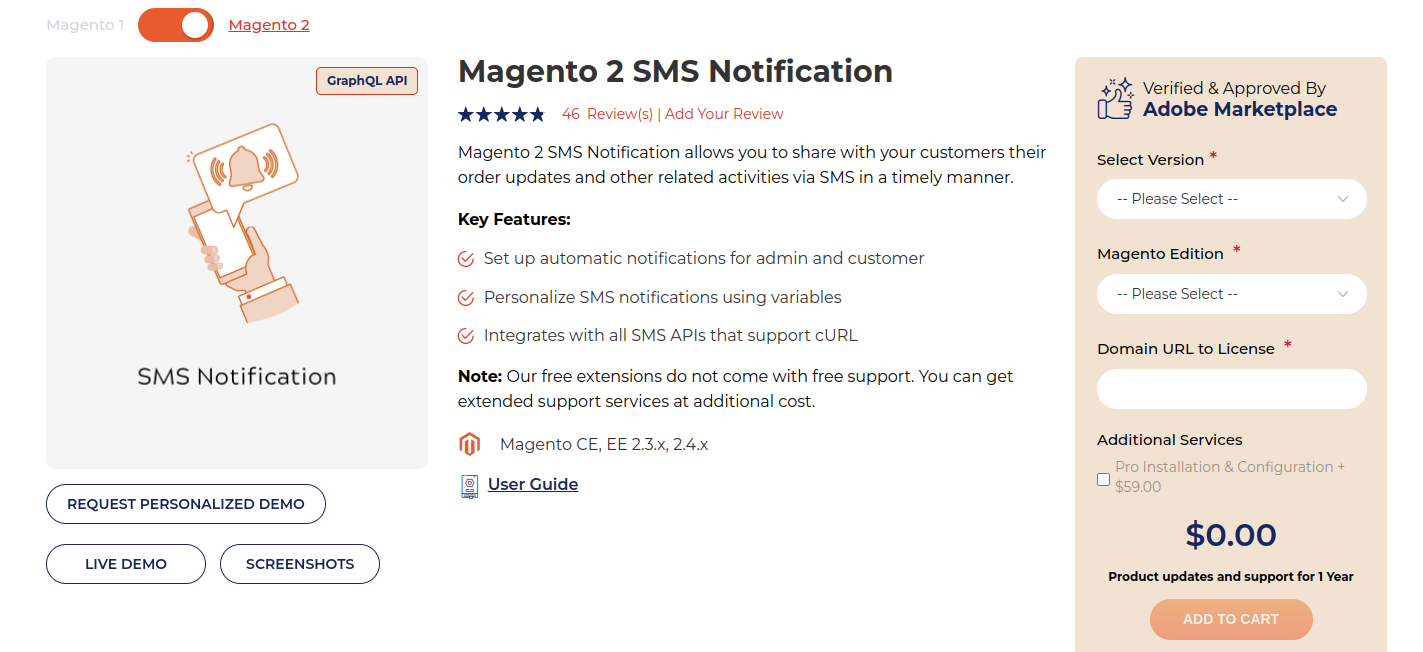 Magento 1
Magento 2
GraphQL API
SMS Notification
REQUEST PERSONALIZED DEMO
LIVE DEMO
SCREENSHOTS
Magento 2 SMS Notification
46 Review(s) | Add Your Review
Magento 2 SMS Notification allows you to share with your customers their
order updates and other related activities via SMS in a timely manner.
Key Features:
Set up automatic notifications for admin and customer
Personalize SMS notifications using variables
Integrates with all SMS APIs that support cURL
Note: Our free extensions do not come with free support. You can get
extended support services at additional cost.
Magento CE, EE 2.3.x, 2.4.x
User Guide
Verified & Approved By
Adobe Marketplace
Select Version *
-- Please Select --
Magento Edition *
-- Please Select --
Domain URL to License *
Additional Services
Pro Installation & Configuration +
$59.00
$0.00
Product updates and support for 1 Year
ADD TO CART